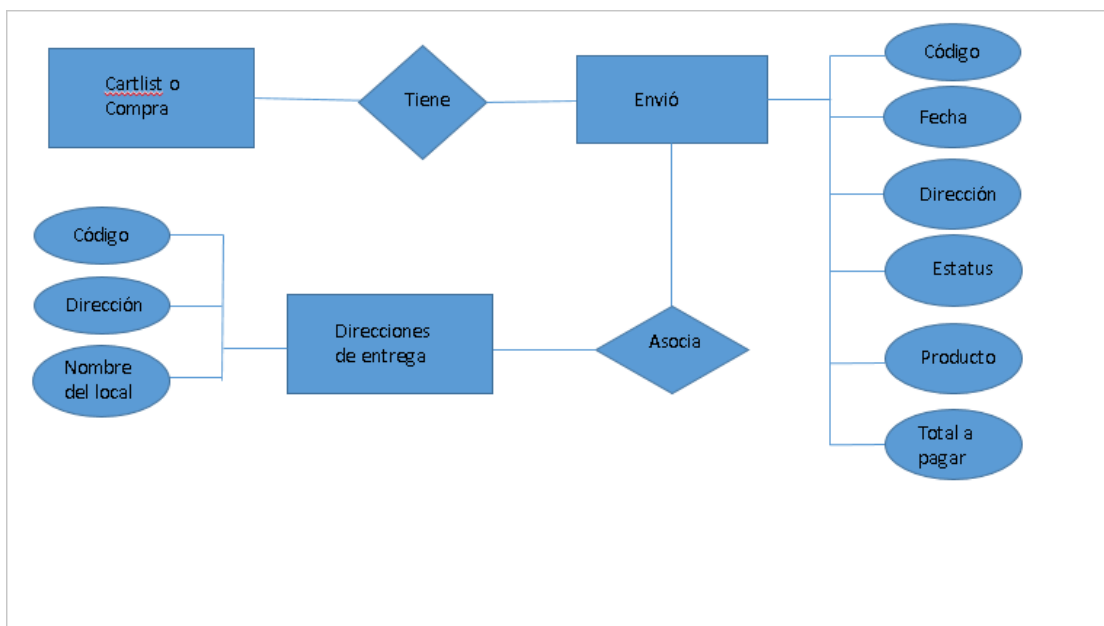 Cartlist o
Compra
Tiene
Envió
Código
Fecha
Dirección
Estatus
Producto
Total a
pagar
Código
Dirección
Nombre
del local
Direcciones
de entrega
Asocia